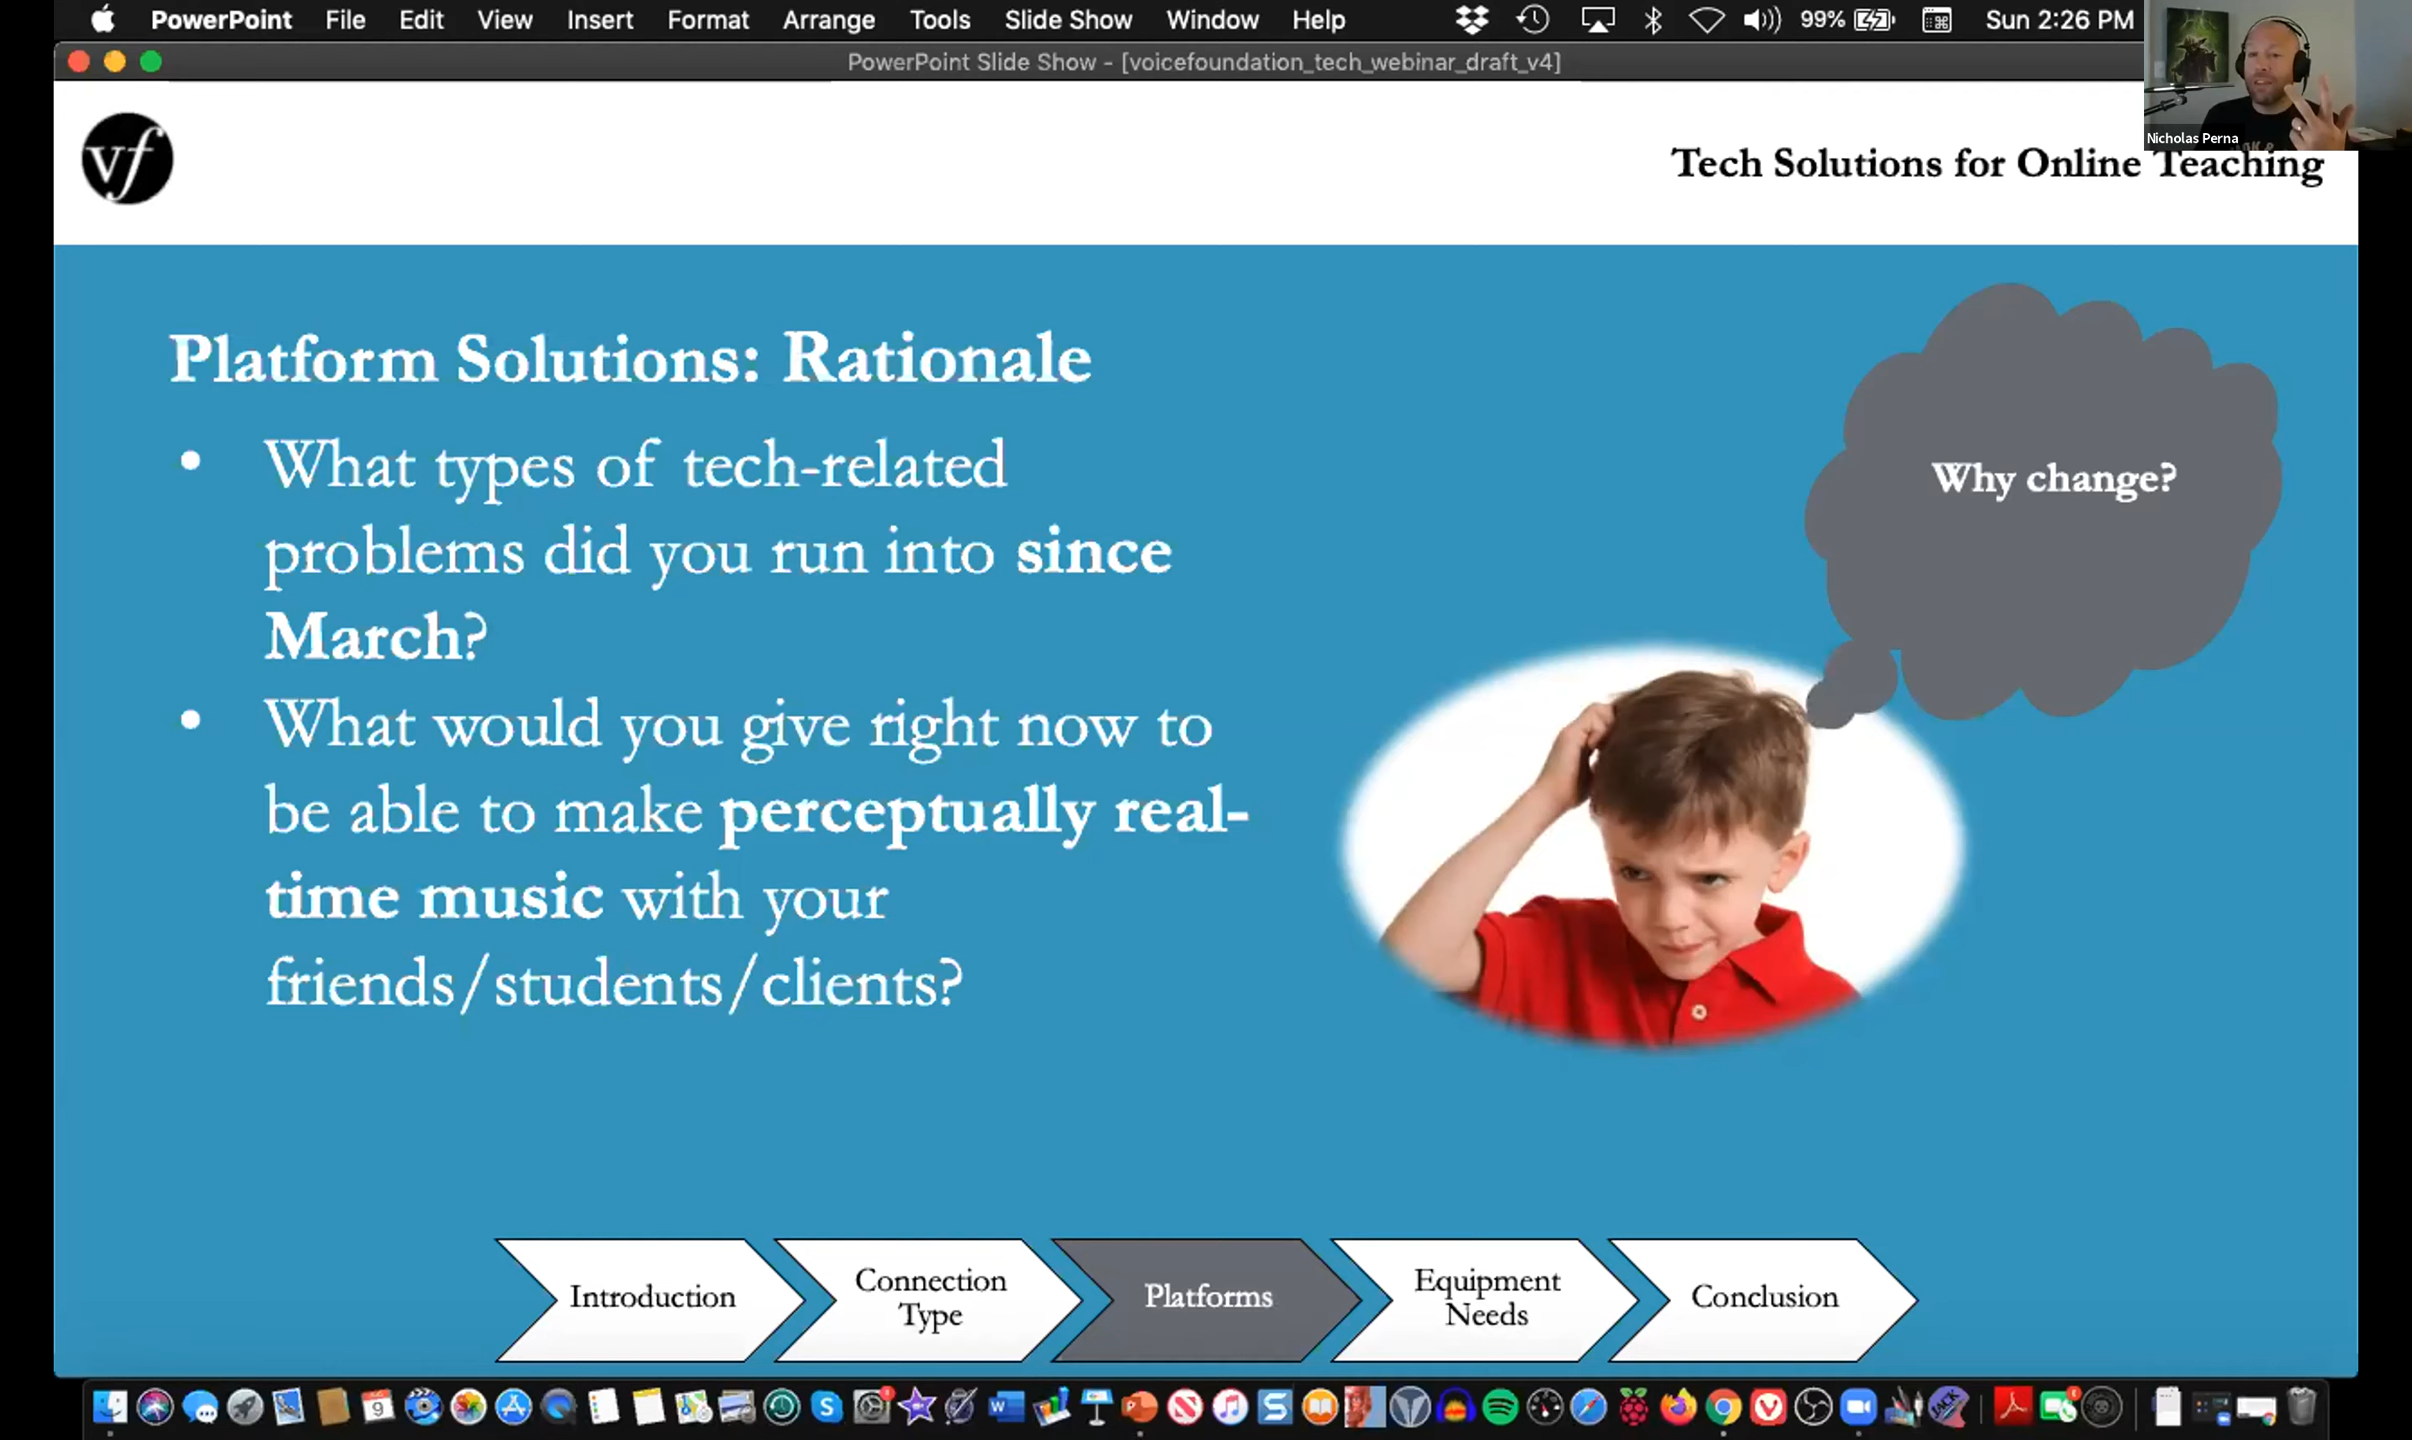 PowerPoint File Edit View Insert Format Arrange Tools Slide Show Window Help 99% Sun 2:26 PM
PowerPoint Slide Show - [voicefoundation_tech_webinar_draft_v4]
Nicholas Perna
vf
Tech Solutions for Online Teaching
Platform Solutions: Rationale
• What types of tech-related
problems did you run into since
March?
• What would you give right now to
be able to make perceptually real-
time music with your
friends/students/clients?
Why change?
Introduction
Connection
Type
Platforms
Equipment
Needs
Conclusion
9
JACK